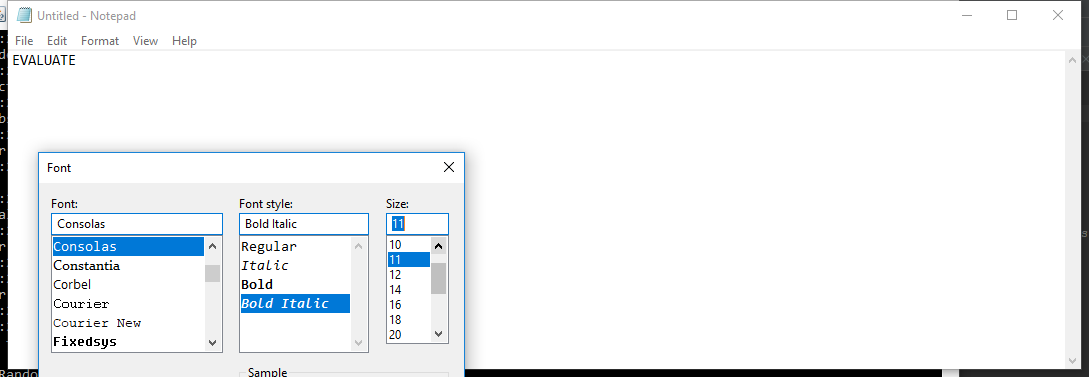 Untitled - Notepad
File Edit Format View Help
EVALUATE
Font
Font: Font style: Size:
Consolas Bold Italic 11
Consolas Regular 10
Constantia Italic 11
Corbel Bold 12
Courier Bold Italic 14
Courier New 16
Fixedsys 18
20
Sample